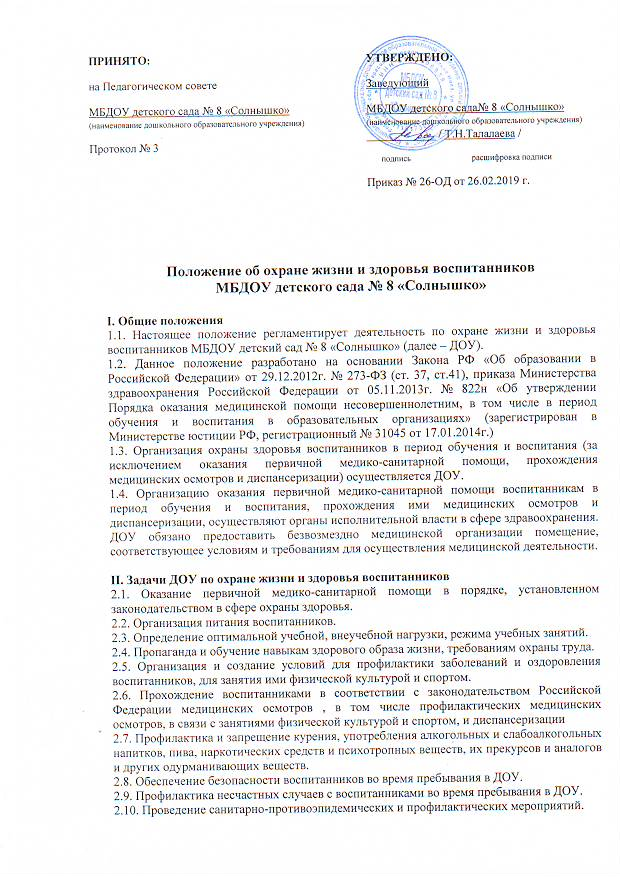 ПРИНЯТО:
на Педагогическом совете
МБДОУ детского сада № 8 «Солнышко»
(наименование дошкольного образовательного учреждения)
Протокол № 3
УТВЕРЖДЕНО:
Заведующий
МБДОУ детского сада№ 8 «Солнышко»
(наименование дошкольного образовательного учреждения)
/ Т.Н.Талалаева /
подпись расшифровка подписи
Приказ № 26-ОД от 26.02.2019 г.
Положение об охране жизни и здоровья воспитанников
МБДОУ детского сада № 8 «Солнышко»
I. Общие положения
1.1. Настоящее положение регламентирует деятельность по охране жизни и здоровья
воспитанников МБДОУ детский сад № 8 «Солнышко» (далее – ДОУ).
1.2. Данное положение разработано на основании Закона РФ «Об образовании в
Российской Федерации» от 29.12.2012г. № 273-ФЗ (ст. 37, ст.41), приказа Министерства
здравоохранения Российской Федерации от 05.11.2013г. № 822н «Об утверждении
Порядка оказания медицинской помощи несовершеннолетним, в том числе в период
обучения и воспитания в образовательных организациях» (зарегистрирован в
Министерстве юстиции РФ, регистрационный № 31045 от 17.01.2014г.)
1.3. Организация охраны здоровья воспитанников в период обучения и воспитания (за
исключением оказания первичной медико-санитарной помощи, прохождения
медицинских осмотров и диспансеризации) осуществляется ДОУ.
1.4. Организацию оказания первичной медико-санитарной помощи воспитанникам в
период обучения и воспитания, прохождения ими медицинских осмотров и
диспансеризации, осуществляют органы исполнительной власти в сфере здравоохранения.
ДОУ обязано предоставить безвозмездно медицинской организации помещение,
соответствующее условиям и требованиям для осуществления медицинской деятельности.
II. Задачи ДОУ по охране жизни и здоровья воспитанников
2.1. Оказание первичной медико-санитарной помощи в порядке, установленном
законодательством в сфере охраны здоровья.
2.2. Организация питания воспитанников.
2.3. Определение оптимальной учебной, внеучебной нагрузки, режима учебных занятий.
2.4. Пропаганда и обучение навыкам здорового образа жизни, требованиям охраны труда.
2.5. Организация и создание условий для профилактики заболеваний и оздоровления
воспитанников, для занятия ими физической культурой и спортом.
2.6. Прохождение воспитанниками в соответствии с законодательством Российской
Федерации медицинских осмотров , в том числе профилактических медицинских
осмотров, в связи с занятиями физической культурой и спортом, и диспансеризации
2.7. Профилактика и запрещение курения, употребления алкогольных и слабоалкогольных
напитков, пива, наркотических средств и психотропных веществ, их прекурсов и аналогов
и других одурманивающих веществ.
2.8. Обеспечение безопасности воспитанников во время пребывания в ДОУ.
2.9. Профилактика несчастных случаев с воспитанниками во время пребывания в ДОУ.
2.10. Проведение санитарно-противоэпидемических и профилактических мероприятий.